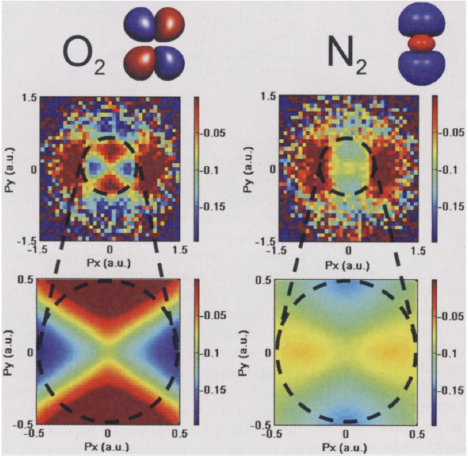 O2 N2
1.5 1.5
0.05 0.05
Py (a.u.) 0 0.1 Py (a.u.) 0 0.1
0.15 0.15
-1.5 -1.5
-1.5 0 1.5 -1.5 0 1.5
Px (a.u.) Px (a.u.)
0.5 0.5
0.05 0.05
Py (a.u.) 0 0.1 Py (a.u.) 0 0.1
0.15 0.15
-0.5 -0.5
-0.5 0 0.5 -0.5 0 0.5
Px (a.u.) Px (a.u.)